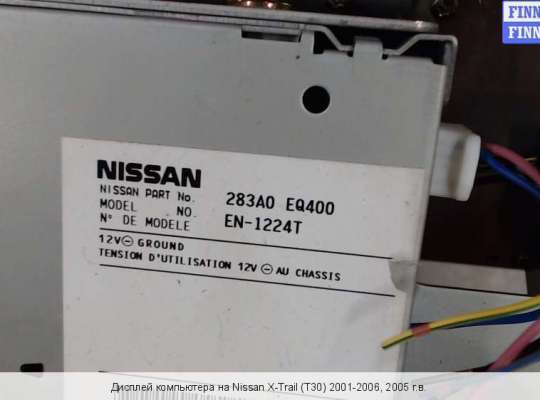 FINN
FINN
NISSAN
NISSAN PART No. 283A0 EQ400
MODEL NO. EN-1224T
N° DE MODELE
12V⊖ GROUND
TENSION D'UTILISATION 12V ⊖ AU CHASSIS
Дисплей компьютера на Nissan X-Trail (T30) 2001-2006, 2005 г.в.